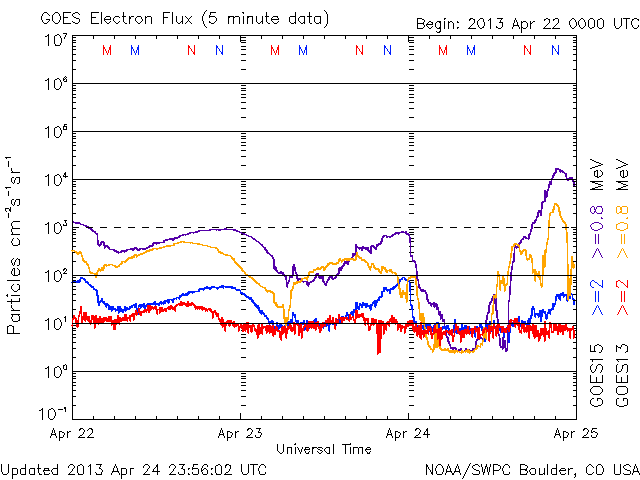 GOES Electron Flux (5 minute data)
Begin: 2013 Apr 22 0000 UTC
M M N N M M N N M M N N
10⁷
10⁶
10⁵
10⁴
10³
10²
10¹
10⁰
10⁻¹
Particles cm⁻²s⁻¹sr⁻¹
Apr 22 Apr 23 Apr 24 Apr 25
Universal Time
GOES15 >=2 >=0.8 MeV
GOES13 >=2 >=0.8 MeV
Updated 2013 Apr 24 23:56:02 UTC
NOAA/SWPC Boulder, CO USA